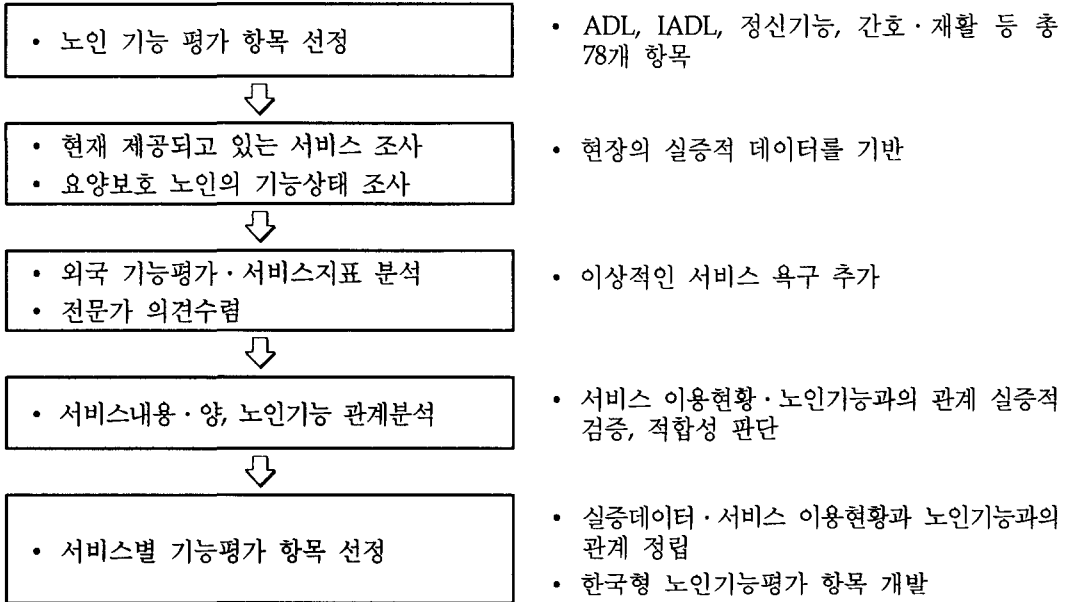 • 노인 기능 평가 항목 선정
• ADL, IADL, 정신기능, 간호 · 재활 등 총
78개 항목
• 현재 제공되고 있는 서비스 조사
• 요양보호 노인의 기능상태 조사
• 현장의 실증적 데이터를 기반
• 외국 기능평가 · 서비스지표 분석
• 전문가 의견수렴
• 이상적인 서비스 욕구 추가
• 서비스내용 · 양, 노인기능 관계분석
• 서비스 이용현황 · 노인기능과의 관계 실증적
검증, 적합성 판단
• 서비스별 기능평가 항목 선정
• 실증데이터 · 서비스 이용현황과 노인기능과의
관계 정립
• 한국형 노인기능평가 항목 개발